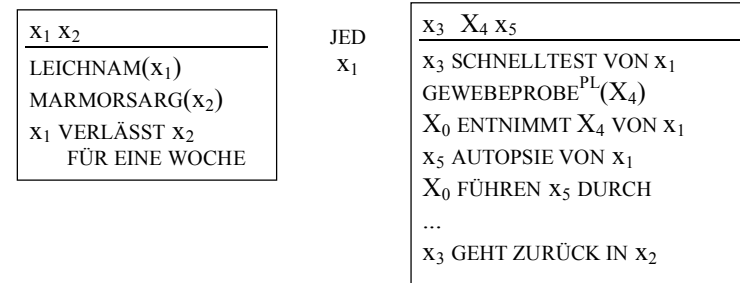 x₁ x₂
LEICHNAM(x₁)
MARMORSARG(x₂)
x₁ VERLÄSST x₂
FÜR EINE WOCHE
JED
x₁
x₃ X₄ x₅
x₃ SCHNELLTEST VON x₁
GEWEBEPROBEᴾᴸ(X₄)
X₀ ENTNIMMT X₄ VON x₁
x₅ AUTOPSIE VON x₁
X₀ FÜHREN x₅ DURCH
...
x₃ GEHT ZURÜCK IN x₂